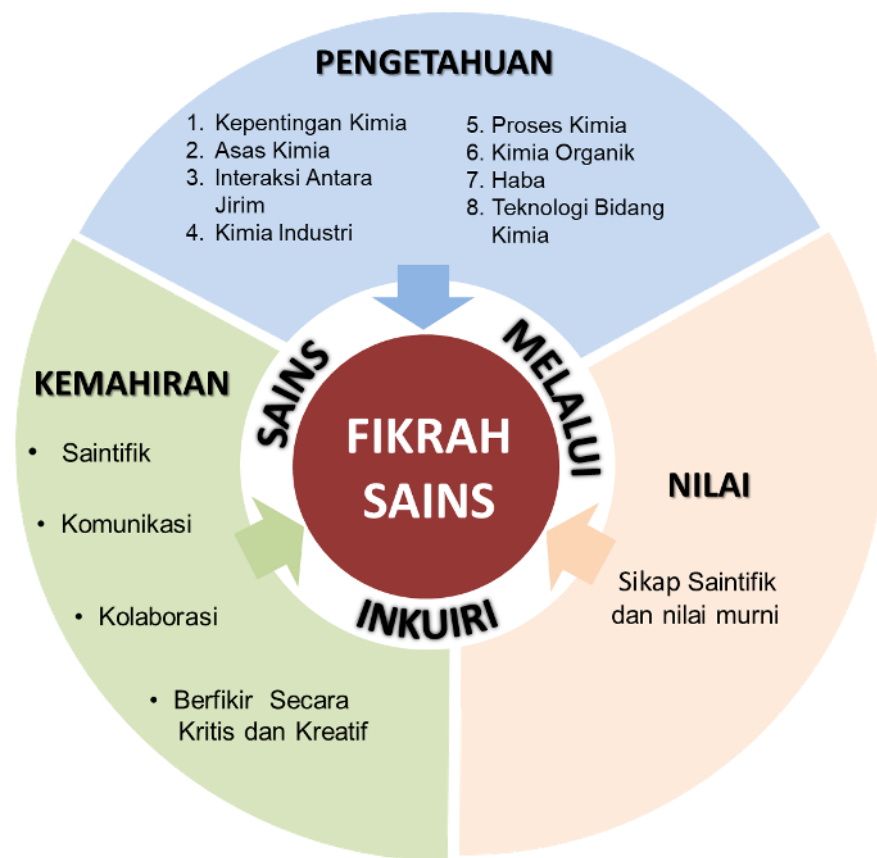 PENGETAHUAN
1. Kepentingan Kimia
2. Asas Kimia
3. Interaksi Antara
Jirim
4. Kimia Industri
5. Proses Kimia
6. Kimia Organik
7. Haba
8. Teknologi Bidang
Kimia
SAINS
MELALUI
INKUIRI
FIKRAH
SAINS
KEMAHIRAN
• Saintifik
• Komunikasi
• Kolaborasi
• Berfikir Secara
Kritis dan Kreatif
NILAI
Sikap Saintifik
dan nilai murni